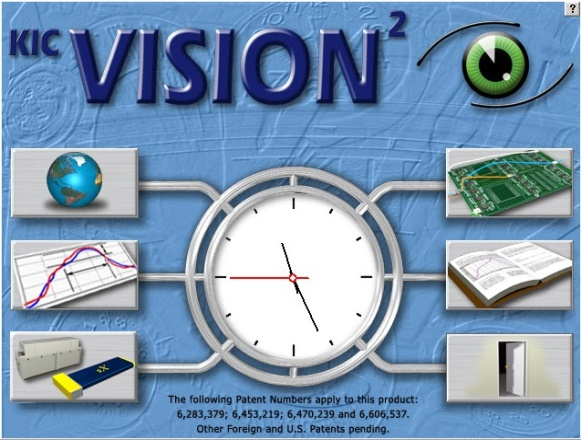 ?
KIC VISION 2
The following Patent Numbers apply to this product:
6,283,379; 6,453,219; 6,470,239 and 6,606,537.
Other Foreign and U.S. Patents pending.